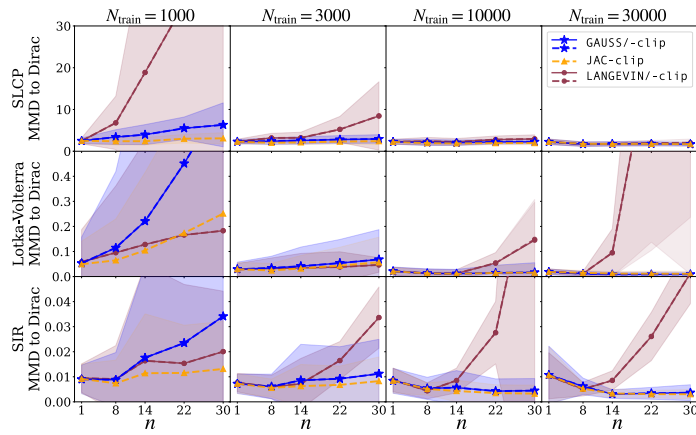 N_train = 1000 N_train = 3000 N_train = 10000 N_train = 30000
SLCP
MMD to Dirac
30
20
10
0
GAUSS/-clip
JAC-clip
LANGEVIN/-clip
Lotka-Volterra
MMD to Dirac
0.4
0.3
0.2
0.1
0.0
SIR
MMD to Dirac
0.04
0.03
0.02
0.01
0.00
1 8 14 22 30 1 8 14 22 30 1 8 14 22 30 1 8 14 22 30
n n n n